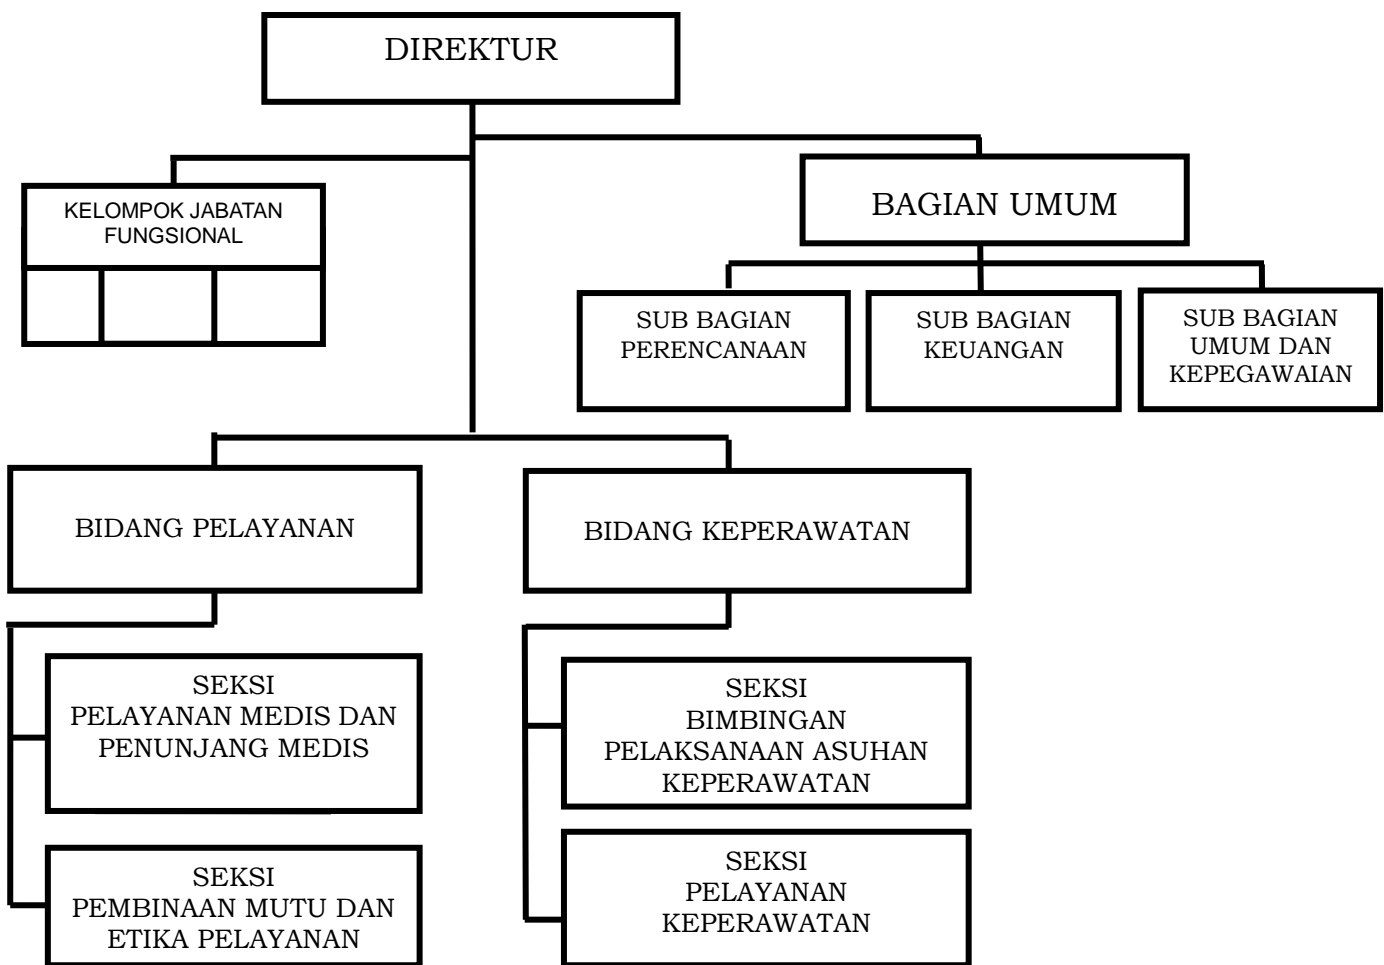 DIREKTUR
KELOMPOK JABATAN
FUNGSIONAL
BAGIAN UMUM
SUB BAGIAN
PERENCANAAN
SUB BAGIAN
KEUANGAN
SUB BAGIAN
UMUM DAN
KEPEGAWAIAN
BIDANG PELAYANAN
BIDANG KEPERAWATAN
SEKSI
PELAYANAN MEDIS DAN
PENUNJANG MEDIS
SEKSI
PEMBINAAN MUTU DAN
ETIKA PELAYANAN
SEKSI
BIMBINGAN
PELAKSANAAN ASUHAN
KEPERAWATAN
SEKSI
PELAYANAN
KEPERAWATAN